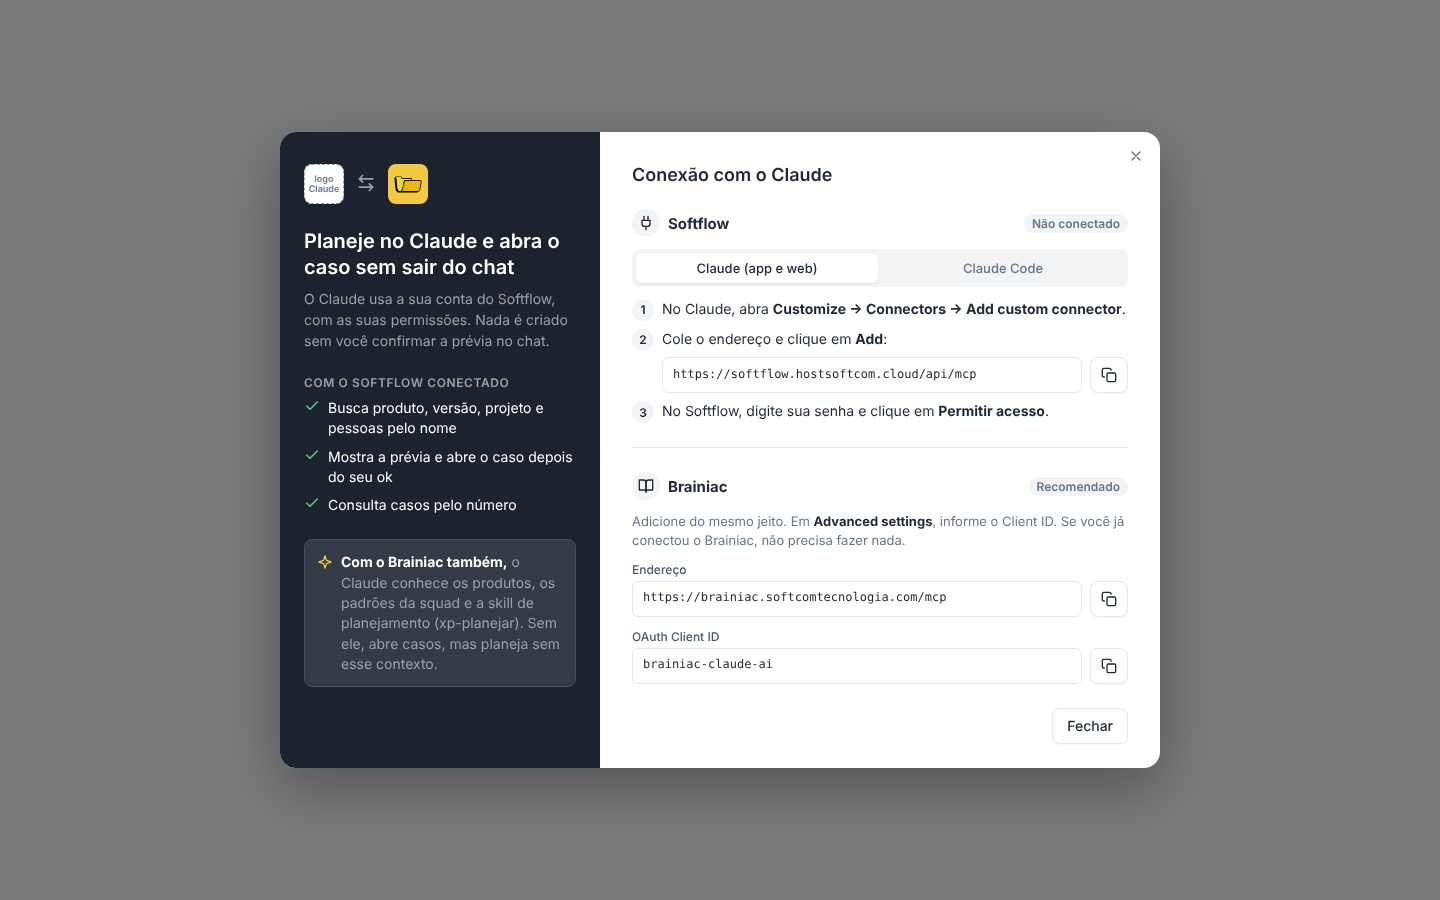 logo
Claude
Planeje no Claude e abra o
caso sem sair do chat
O Claude usa a sua conta do Softflow,
com as suas permissões. Nada é criado
sem você confirmar a prévia no chat.
COM O SOFTFLOW CONECTADO
Busca produto, versão, projeto e
pessoas pelo nome
Mostra a prévia e abre o caso depois
do seu ok
Consulta casos pelo número
Com o Brainiac também, o
Claude conhece os produtos, os
padrões da squad e a skill de
planejamento (xp-planejar). Sem
ele, abre casos, mas planeja sem
esse contexto.
Conexão com o Claude
Softflow
Não conectado
Claude (app e web)
Claude Code
1 No Claude, abra Customize → Connectors → Add custom connector.
2 Cole o endereço e clique em Add:
https://softflow.hostsoftcom.cloud/api/mcp
3 No Softflow, digite sua senha e clique em Permitir acesso.
Brainiac
Recomendado
Adicione do mesmo jeito. Em Advanced settings, informe o Client ID. Se você já
conectou o Brainiac, não precisa fazer nada.
Endereço
https://brainiac.softcomtecnologia.com/mcp
OAuth Client ID
brainiac-claude-ai
Fechar